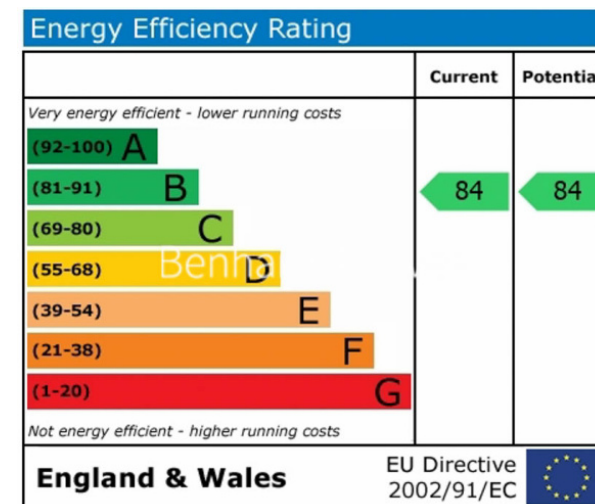 Energy Efficiency Rating
Current Potentia
Very energy efficient - lower running costs
(92-100) A
(81-91) B 84 84
(69-80) C
(55-68) D
Benha
(39-54) E
(21-38) F
(1-20) G
Not energy efficient - higher running costs
England & Wales
EU Directive
2002/91/EC